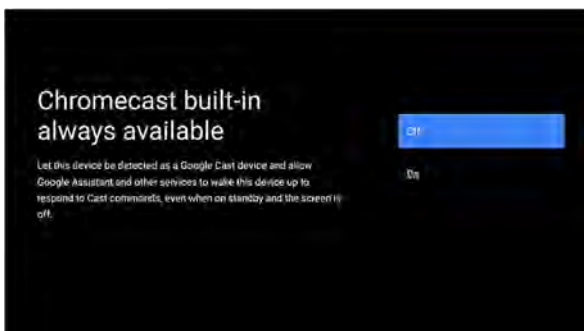 Chromecast built-in
always available
Let this device be detected as a Google Cast device and allow
Google Assistant and other services to wake this device up to
respond to Cast commands, even when on standby and the screen is
off.
Off
On